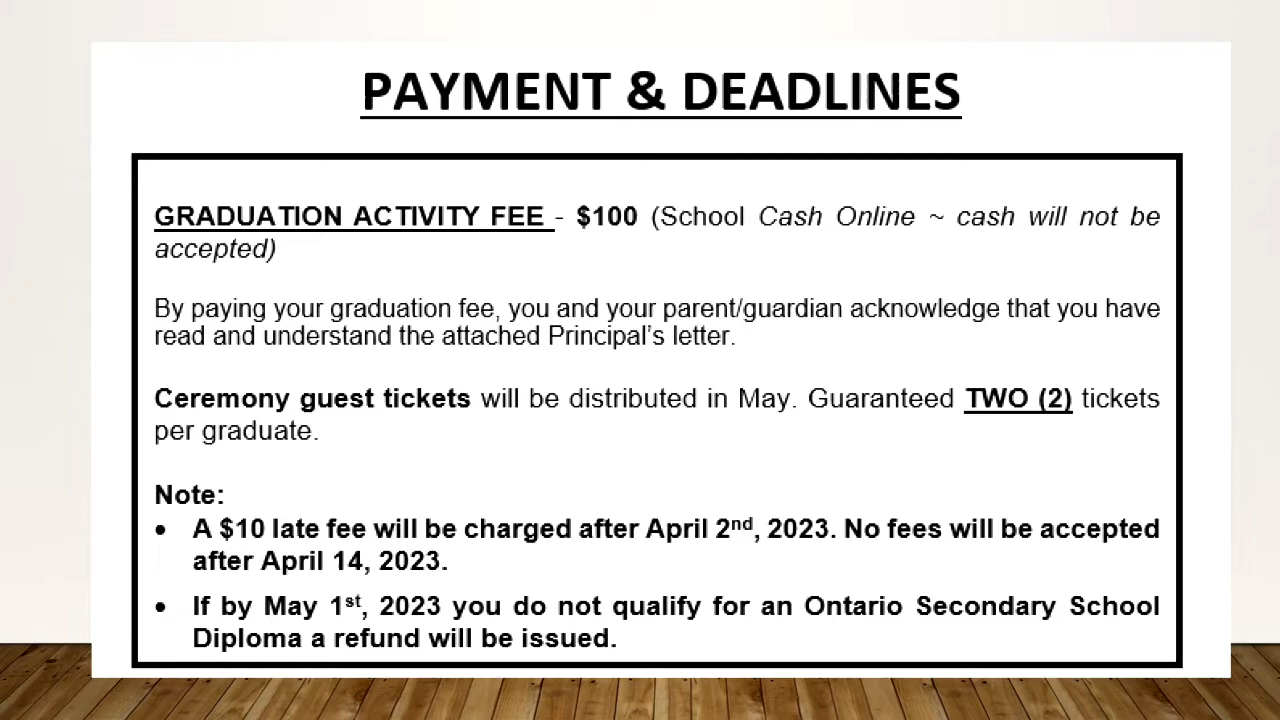 PAYMENT & DEADLINES
GRADUATION ACTIVITY FEE - $100 (School Cash Online ~ cash will not be
accepted)
By paying your graduation fee, you and your parent/guardian acknowledge that you have
read and understand the attached Principal's letter.
Ceremony guest tickets will be distributed in May. Guaranteed TWO (2) tickets
per graduate.
Note:
• A $10 late fee will be charged after April 2nd, 2023. No fees will be accepted
after April 14, 2023.
• If by May 1st, 2023 you do not qualify for an Ontario Secondary School
Diploma a refund will be issued.